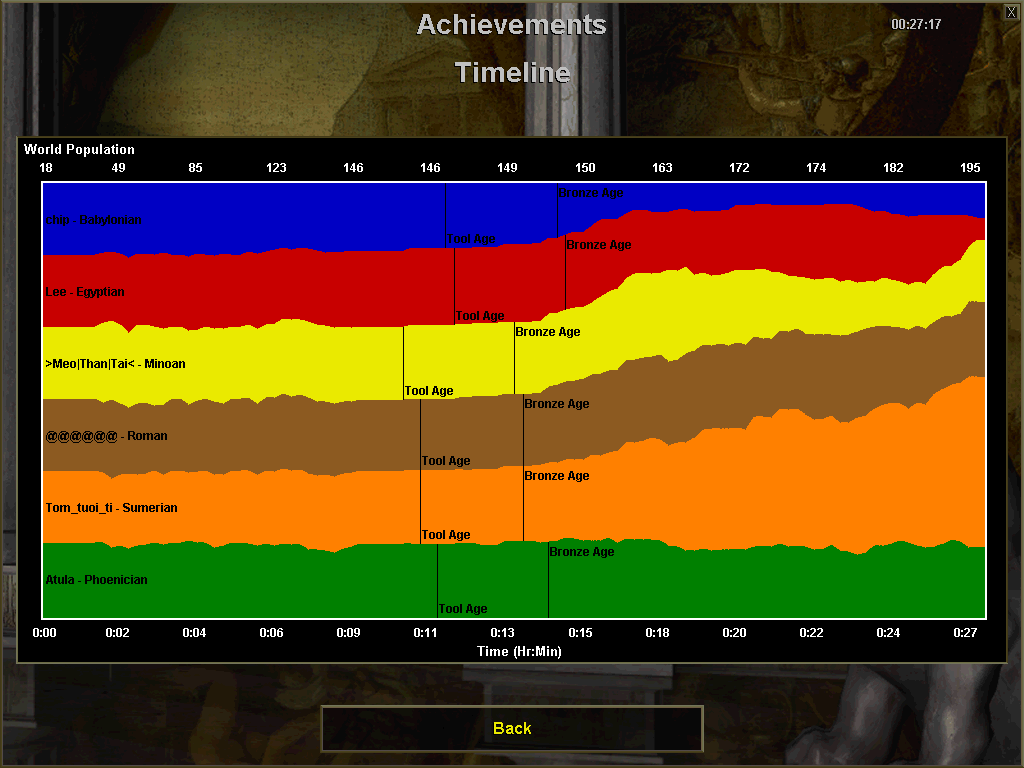 Achievements
00:27:17
X
Timeline
World Population
18 49 85 123 146 146 149 150 163 172 174 182 195
Bronze Age
chip - Babylonian
Tool Age
Bronze Age
Lee - Egyptian
Tool Age
Bronze Age
>Meo|Than|Tai< - Minoan
Tool Age
Bronze Age
@@@@@@ - Roman
Tool Age
Bronze Age
Tom_tuoi_ti - Sumerian
Tool Age
Bronze Age
Atula - Phoenician
Tool Age
0:00 0:02 0:04 0:06 0:09 0:11 0:13 0:15 0:18 0:20 0:22 0:24 0:27
Time (Hr:Min)
Back